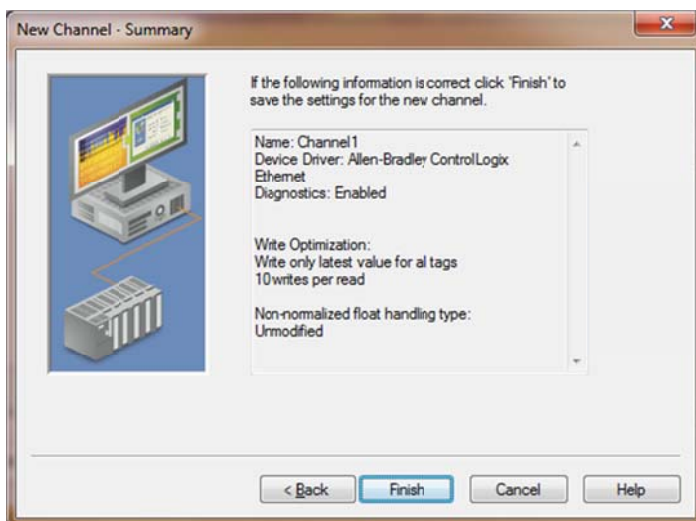 New Channel - Summary
If the following information is correct click 'Finish' to
save the settings for the new channel.
Name: Channel1
Device Driver: Allen-Bradley ControlLogix
Ethernet
Diagnostics: Enabled
Write Optimization:
Write only latest value for al tags
10 writes per read
Non-normalized float handling type:
Unmodified
< Back
Finish
Cancel
Help